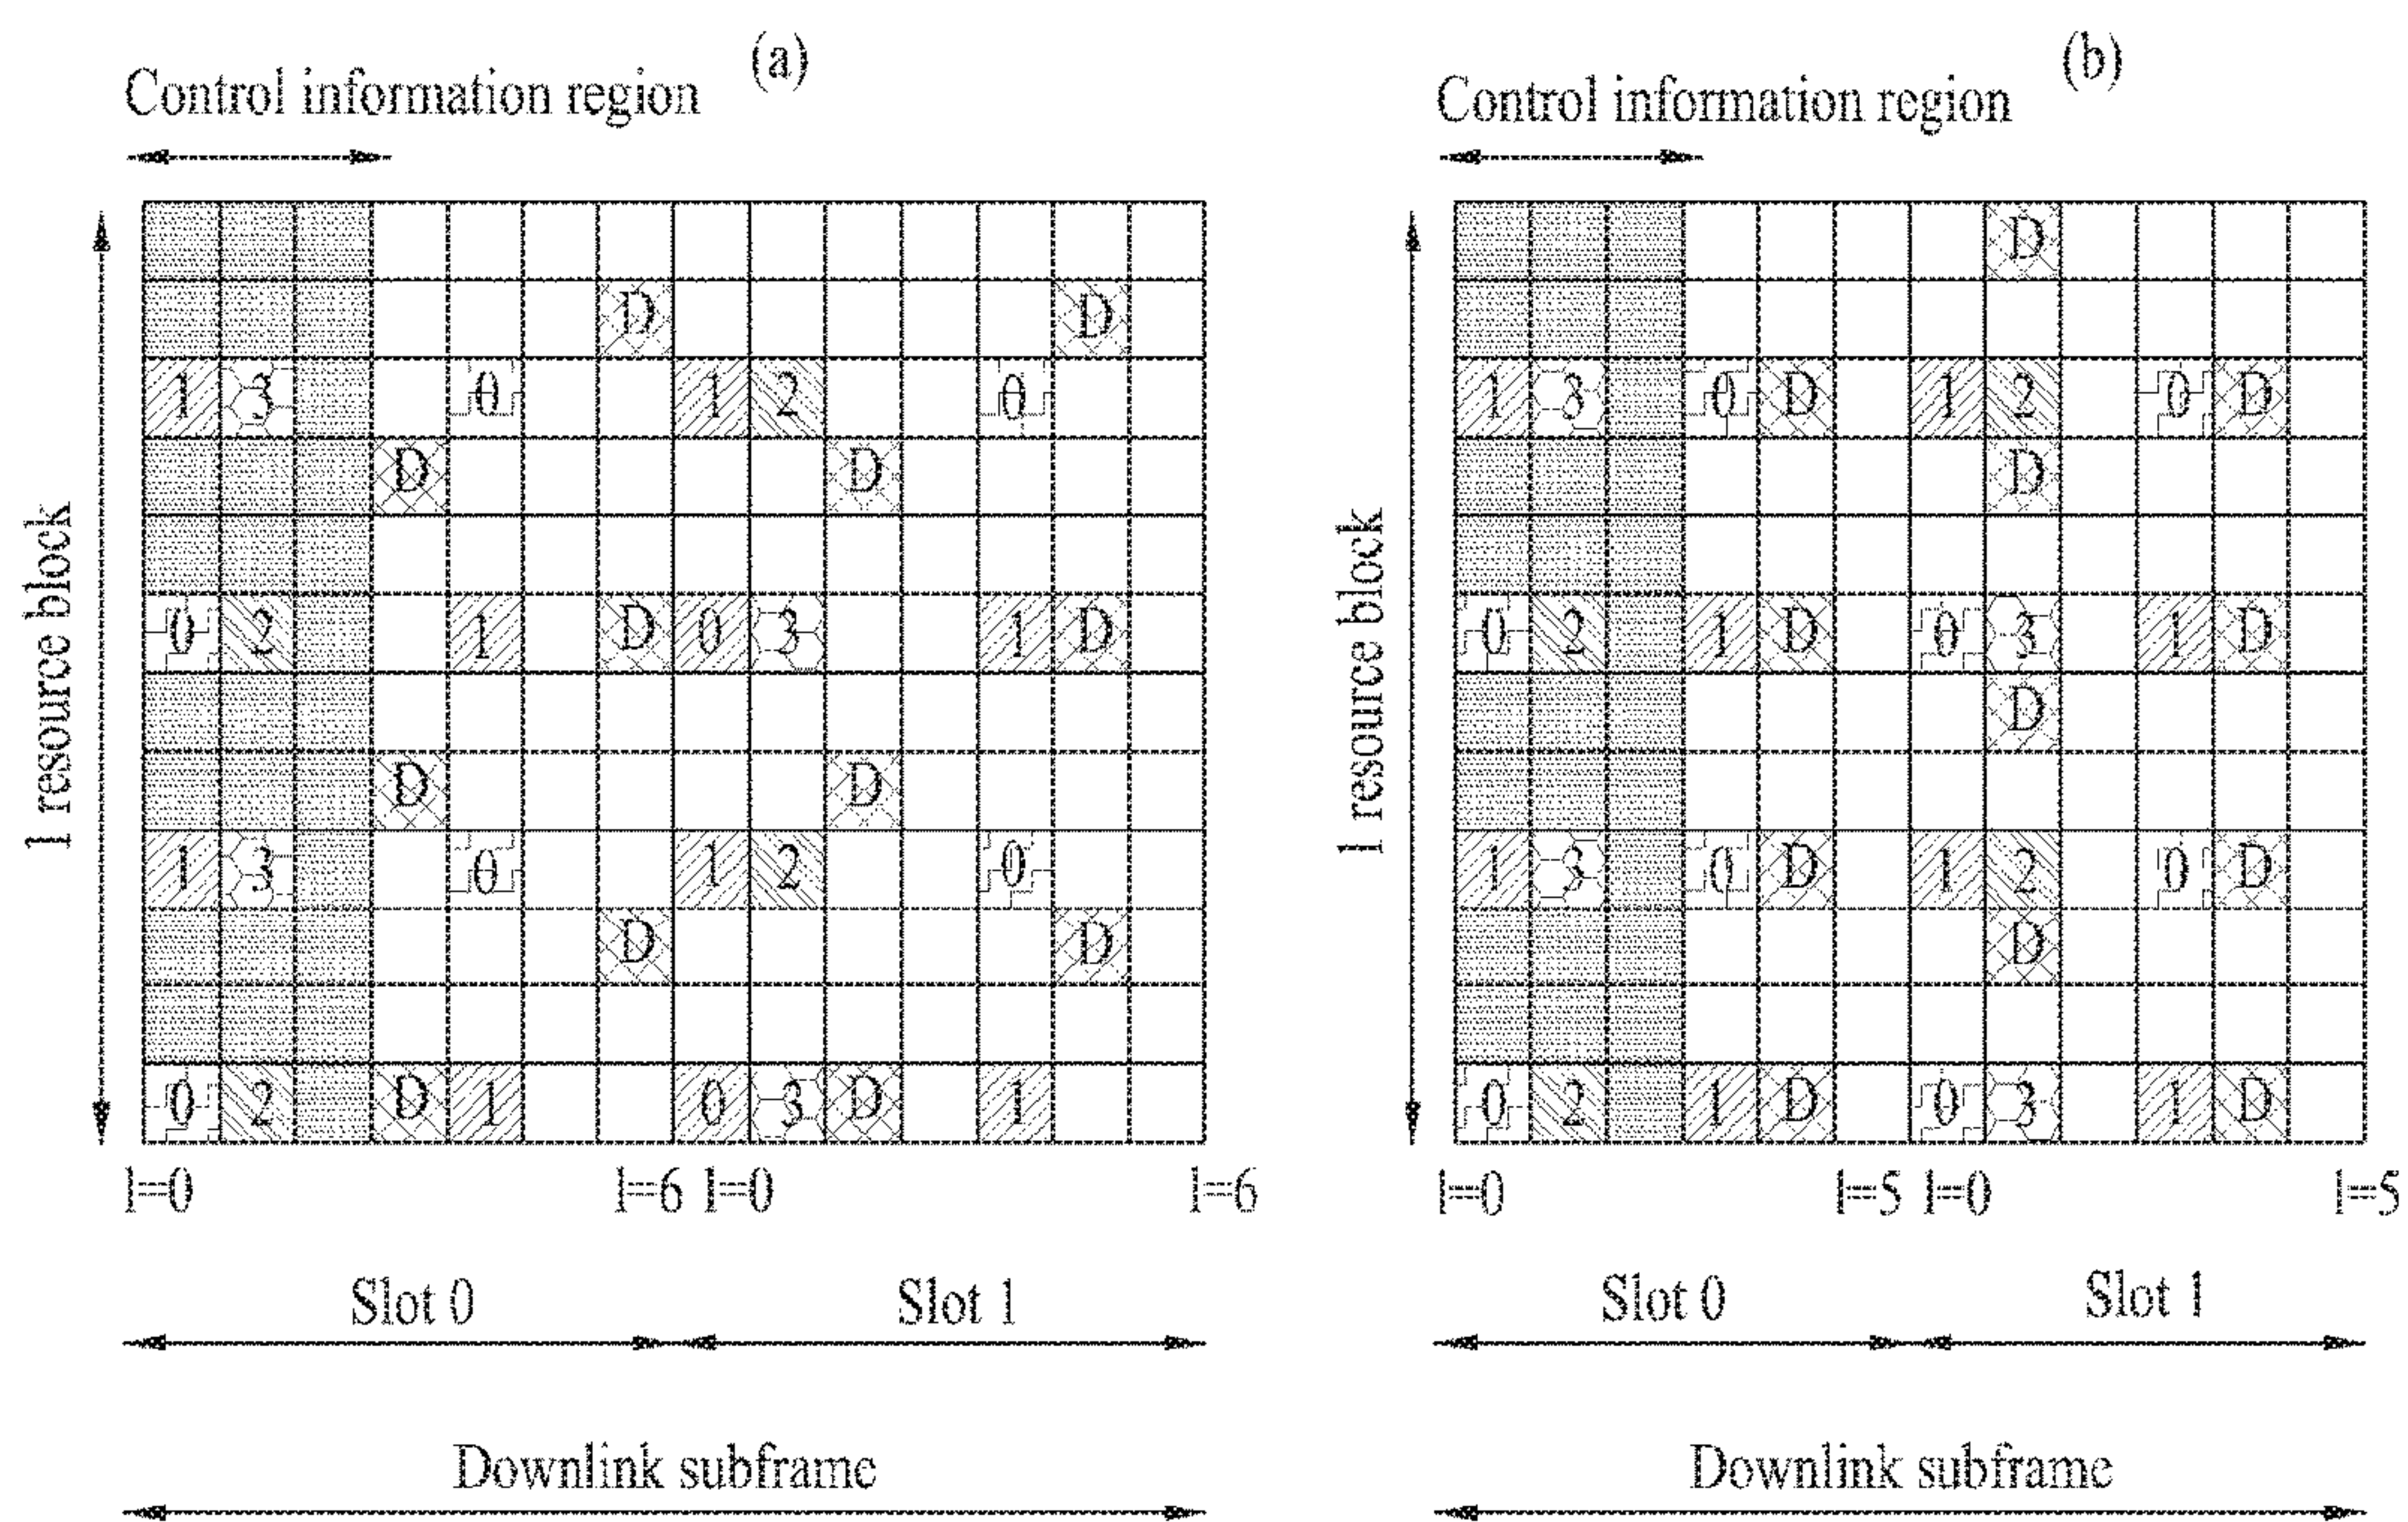 (a)
Control information region
1 resource block
D D
1 3 0 1 2 0
D D
0 2 1 D 0 3 1 D
D D
1 3 0 1 2 0
D D
0 2 D 1 0 3 D 1
l=0 l=6 l=0 l=6
Slot 0 Slot 1
Downlink subframe
(b)
Control information region
1 resource block
D
1 3 0 D 1 2 0 D
D
0 2 1 D 0 3 1 D
D
1 3 0 D 1 2 0 D
D
0 2 1 D 0 3 1 D
l=0 l=5 l=0 l=5
Slot 0 Slot 1
Downlink subframe